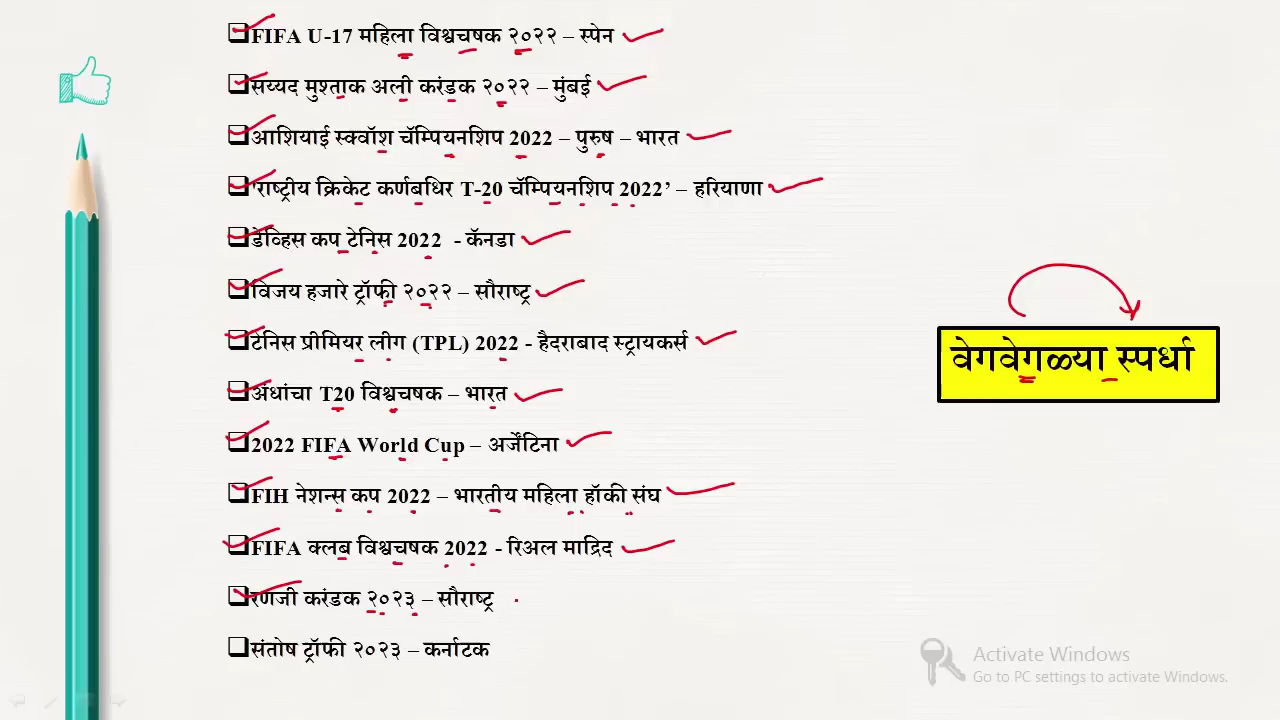 FIFA U-17 महिला विश्वचषक २०२२ – स्पेन
सय्यद मुश्ताक अली करंडक २०२२ – मुंबई
आशियाई स्क्वॉश चॅम्पियनशिप 2022 – पुरुष – भारत
'राष्ट्रीय क्रिकेट कर्णबधिर T-20 चॅम्पियनशिप 2022’ – हरियाणा
डेव्हिस कप टेनिस 2022 - कॅनडा
विजय हजारे ट्रॉफी २०२२ – सौराष्ट्र
टेनिस प्रीमियर लीग (TPL) 2022 - हैदराबाद स्ट्रायकर्स
अंधांचा T20 विश्वचषक – भारत
2022 FIFA World Cup – अर्जेंटिना
FIH नेशन्स कप 2022 – भारतीय महिला हॉकी संघ
FIFA क्लब विश्वचषक 2022 - रिअल माद्रिद
रणजी करंडक २०२३ – सौराष्ट्र
संतोष ट्रॉफी २०२३ – कर्नाटक
वेगवेगळ्या स्पर्धा
Activate Windows
Go to PC settings to activate Windows.